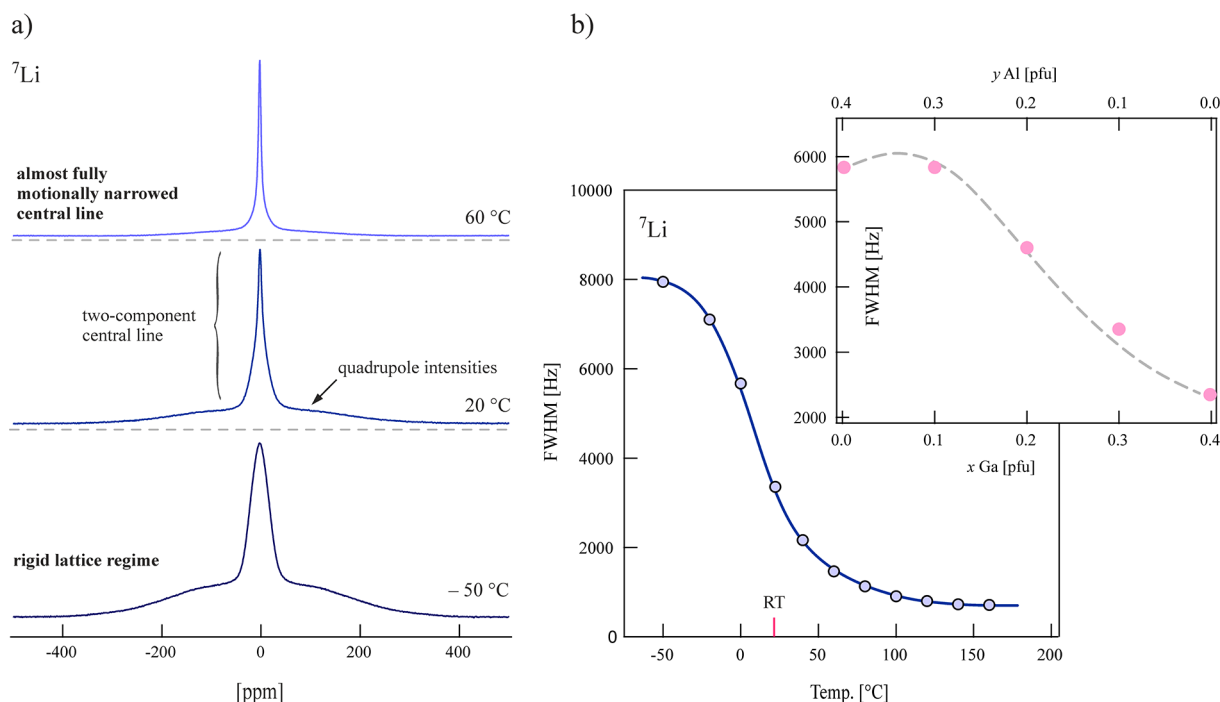 a)
⁷Li
almost fully
motionally narrowed
central line
60 °C
two-component
central line
quadrupole intensities
20 °C
rigid lattice regime
– 50 °C
-400
-200
0
200
400
[ppm]
b)
y Al [pfu]
0.4
0.3
0.2
0.1
0.0
6000
5000
4000
3000
2000
FWHM [Hz]
0.0
0.1
0.2
0.3
0.4
x Ga [pfu]
⁷Li
10000
8000
6000
4000
2000
0
FWHM [Hz]
RT
-50
0
50
100
150
200
Temp. [°C]